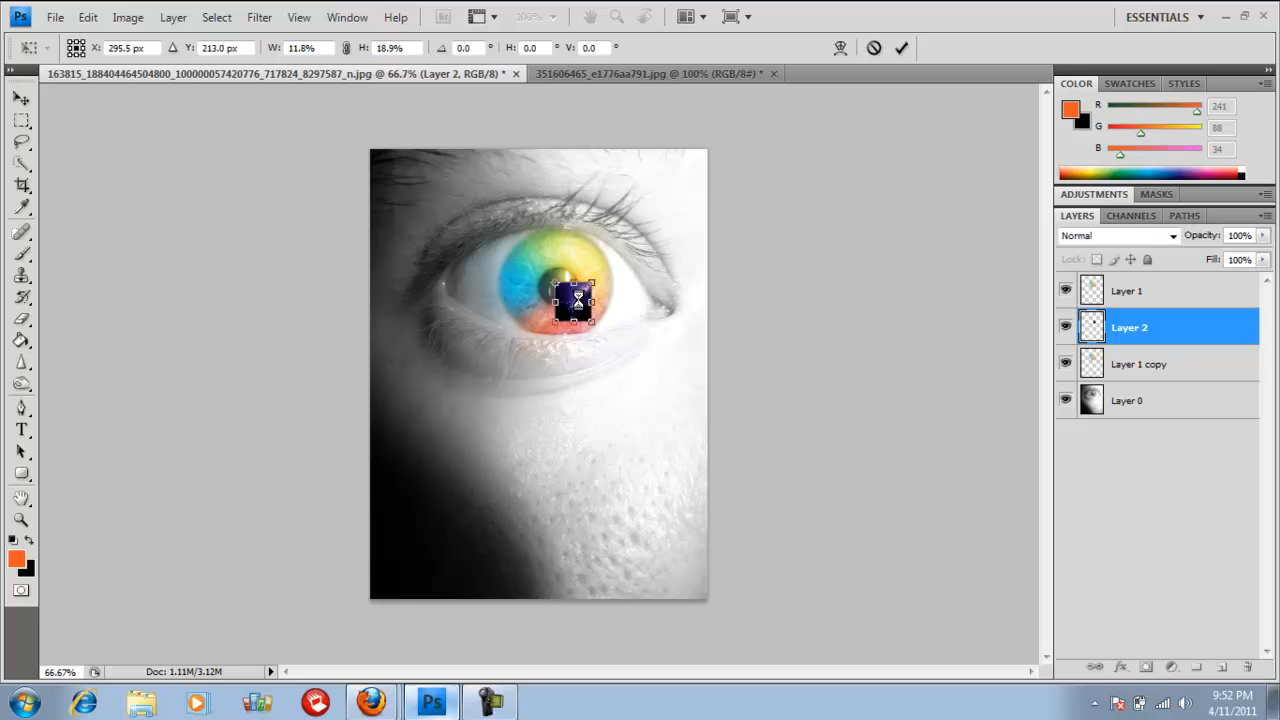 Ps File Edit Image Layer Select Filter View Window Help Br 100% ESSENTIALS
X: 295.5 px Y: 213.0 px W: 11.8% H: 18.9% 0.0 ° H: 0.0 ° V: 0.0 °
163815_188404464504800_100000057420776_717824_8297587_n.jpg @ 66.7% (Layer 2, RGB/8) * × 351606465_e1776aa791.jpg @ 100% (RGB/8#) * ×
COLOR SWATCHES STYLES
R 241
G 88
B 34
ADJUSTMENTS MASKS
LAYERS CHANNELS PATHS
Normal Opacity: 100%
Lock: Fill: 100%
Layer 1
Layer 2
Layer 1 copy
Layer 0
T
66.67% Doc: 1.11M/3.12M
fx
Ps
9:52 PM
4/11/2011